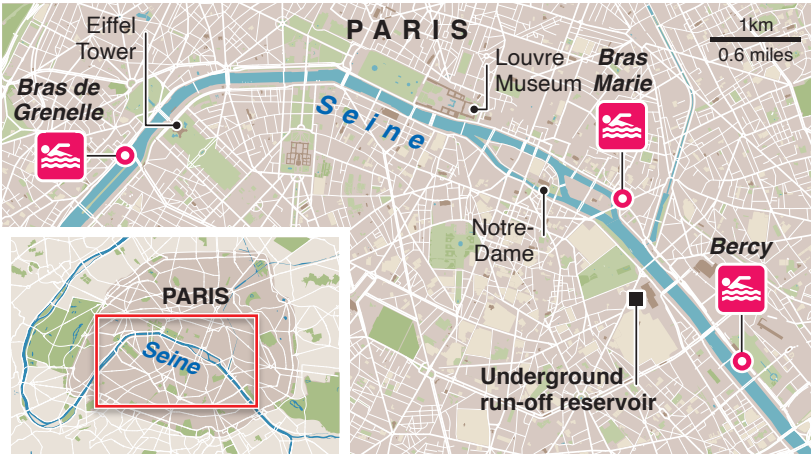 PARIS
1km
0.6 miles
Eiffel
Tower
Louvre
Museum
Bras
Marie
Bras de
Grenelle
Seine
Notre-
Dame
Bercy
Underground
run-off reservoir
PARIS
Seine